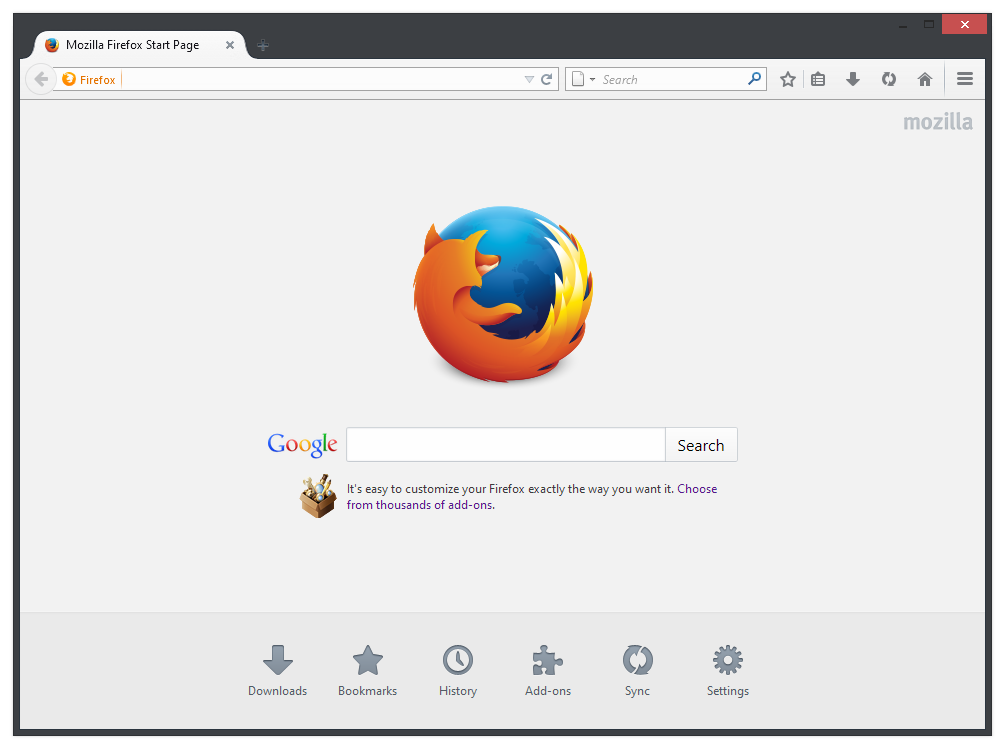 Mozilla Firefox Start Page
Firefox
Search
mozilla
Google
Search
It's easy to customize your Firefox exactly the way you want it. Choose
from thousands of add-ons.
Downloads
Bookmarks
History
Add-ons
Sync
Settings